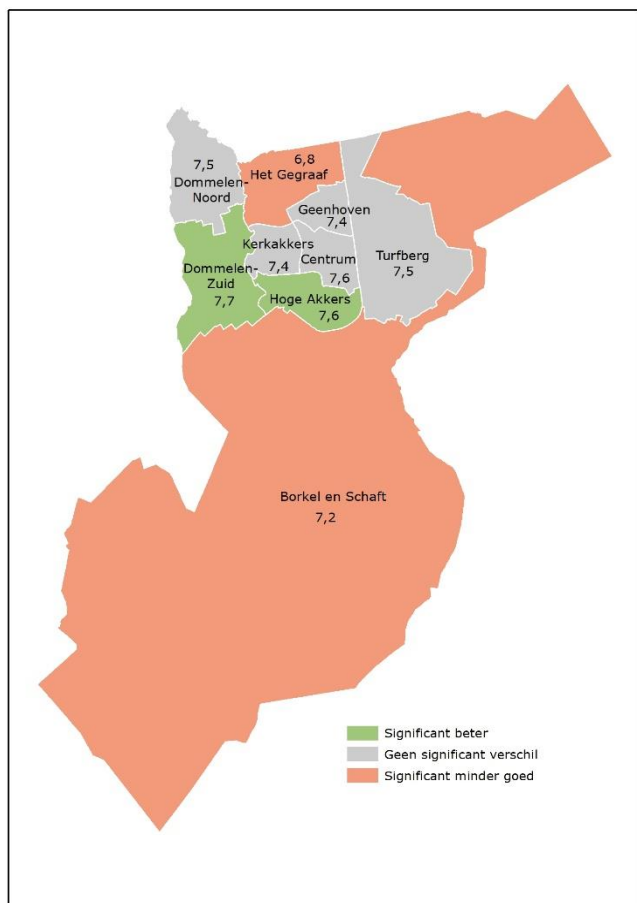 7,5
Dommelen-
Noord
6,8
Het Gegraaf
Geenhoven
7,4
Kerkakkers
7,4
Centrum
7,6
Turfberg
7,5
Dommelen-
Zuid
7,7
Hoge Akkers
7,6
Borkel en Schaft
7,2
Significant beter
Geen significant verschil
Significant minder goed